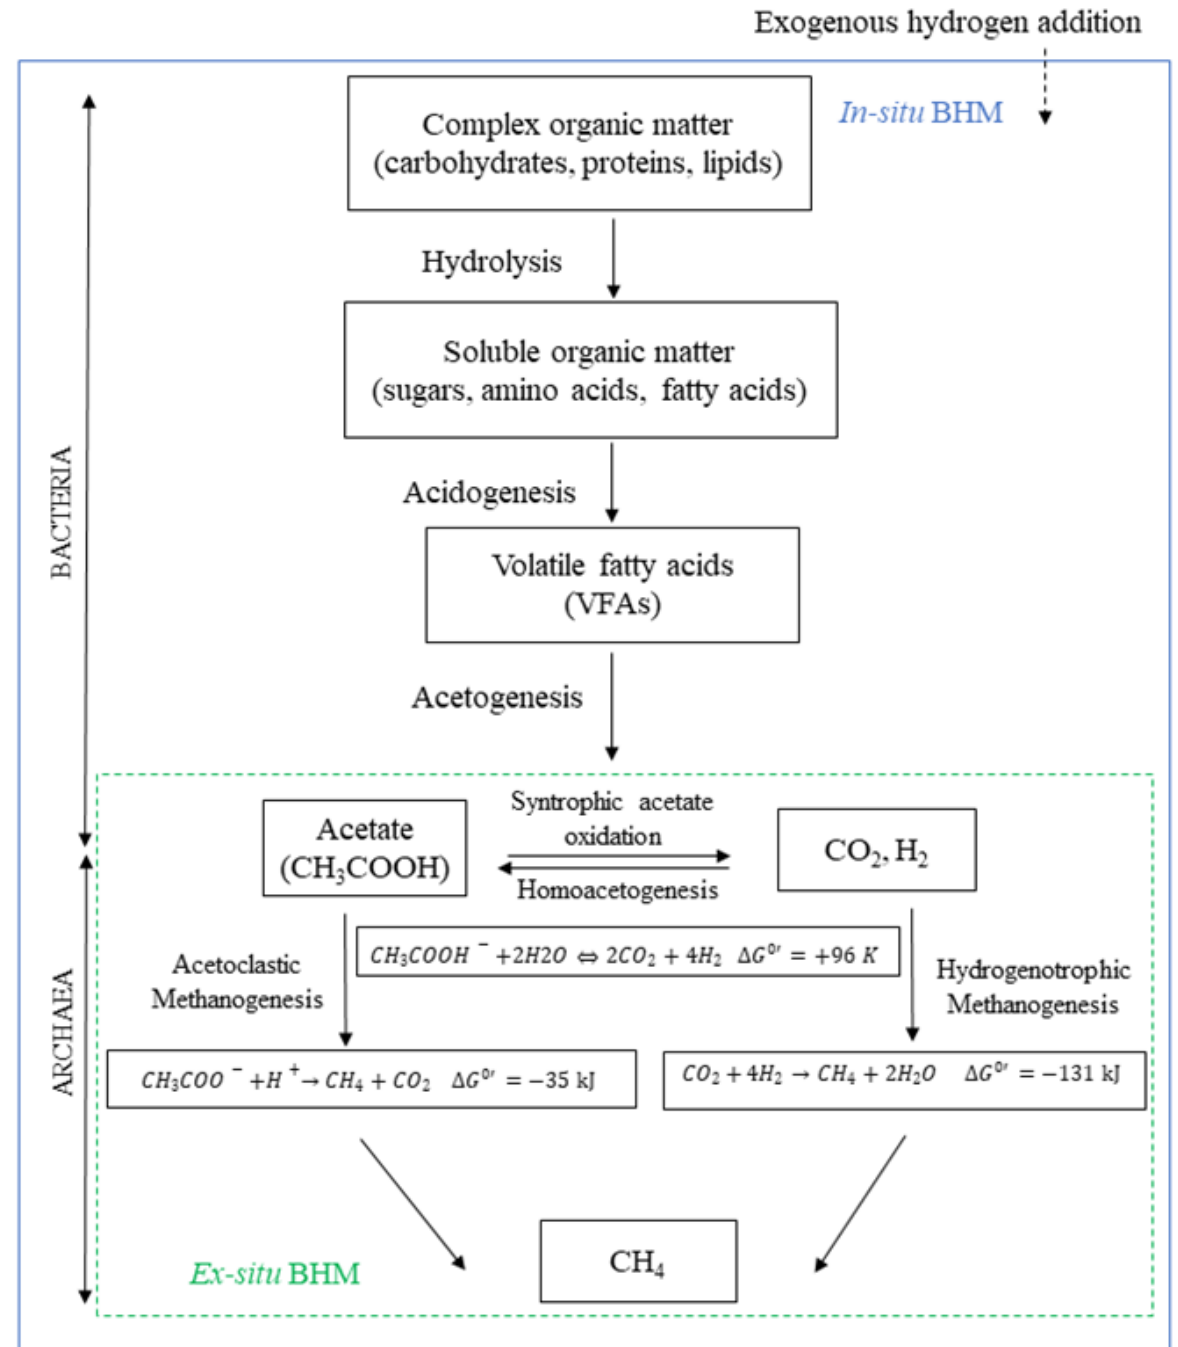 Exogenous hydrogen addition
In-situ BHM
Complex organic matter
(carbohydrates, proteins, lipids)
Hydrolysis
Soluble organic matter
(sugars, amino acids, fatty acids)
BACTERIA
Acidogenesis
Volatile fatty acids
(VFAs)
Acetogenesis
Syntrophic acetate
oxidation
Acetate
(CH₃COOH)
CO₂, H₂
Homoacetogenesis
CH₃COOH ⁻ +2H2O ⇔ 2CO₂ + 4H₂ ΔG⁰′ = +96 K
Acetoclastic
Methanogenesis
Hydrogenotrophic
Methanogenesis
ARCHAEA
CH₃COO ⁻ +H ⁺→ CH₄ + CO₂ ΔG⁰′ = −35 kJ
CO₂ + 4H₂ → CH₄ + 2H₂O ΔG⁰′ = −131 kJ
CH₄
Ex-situ BHM